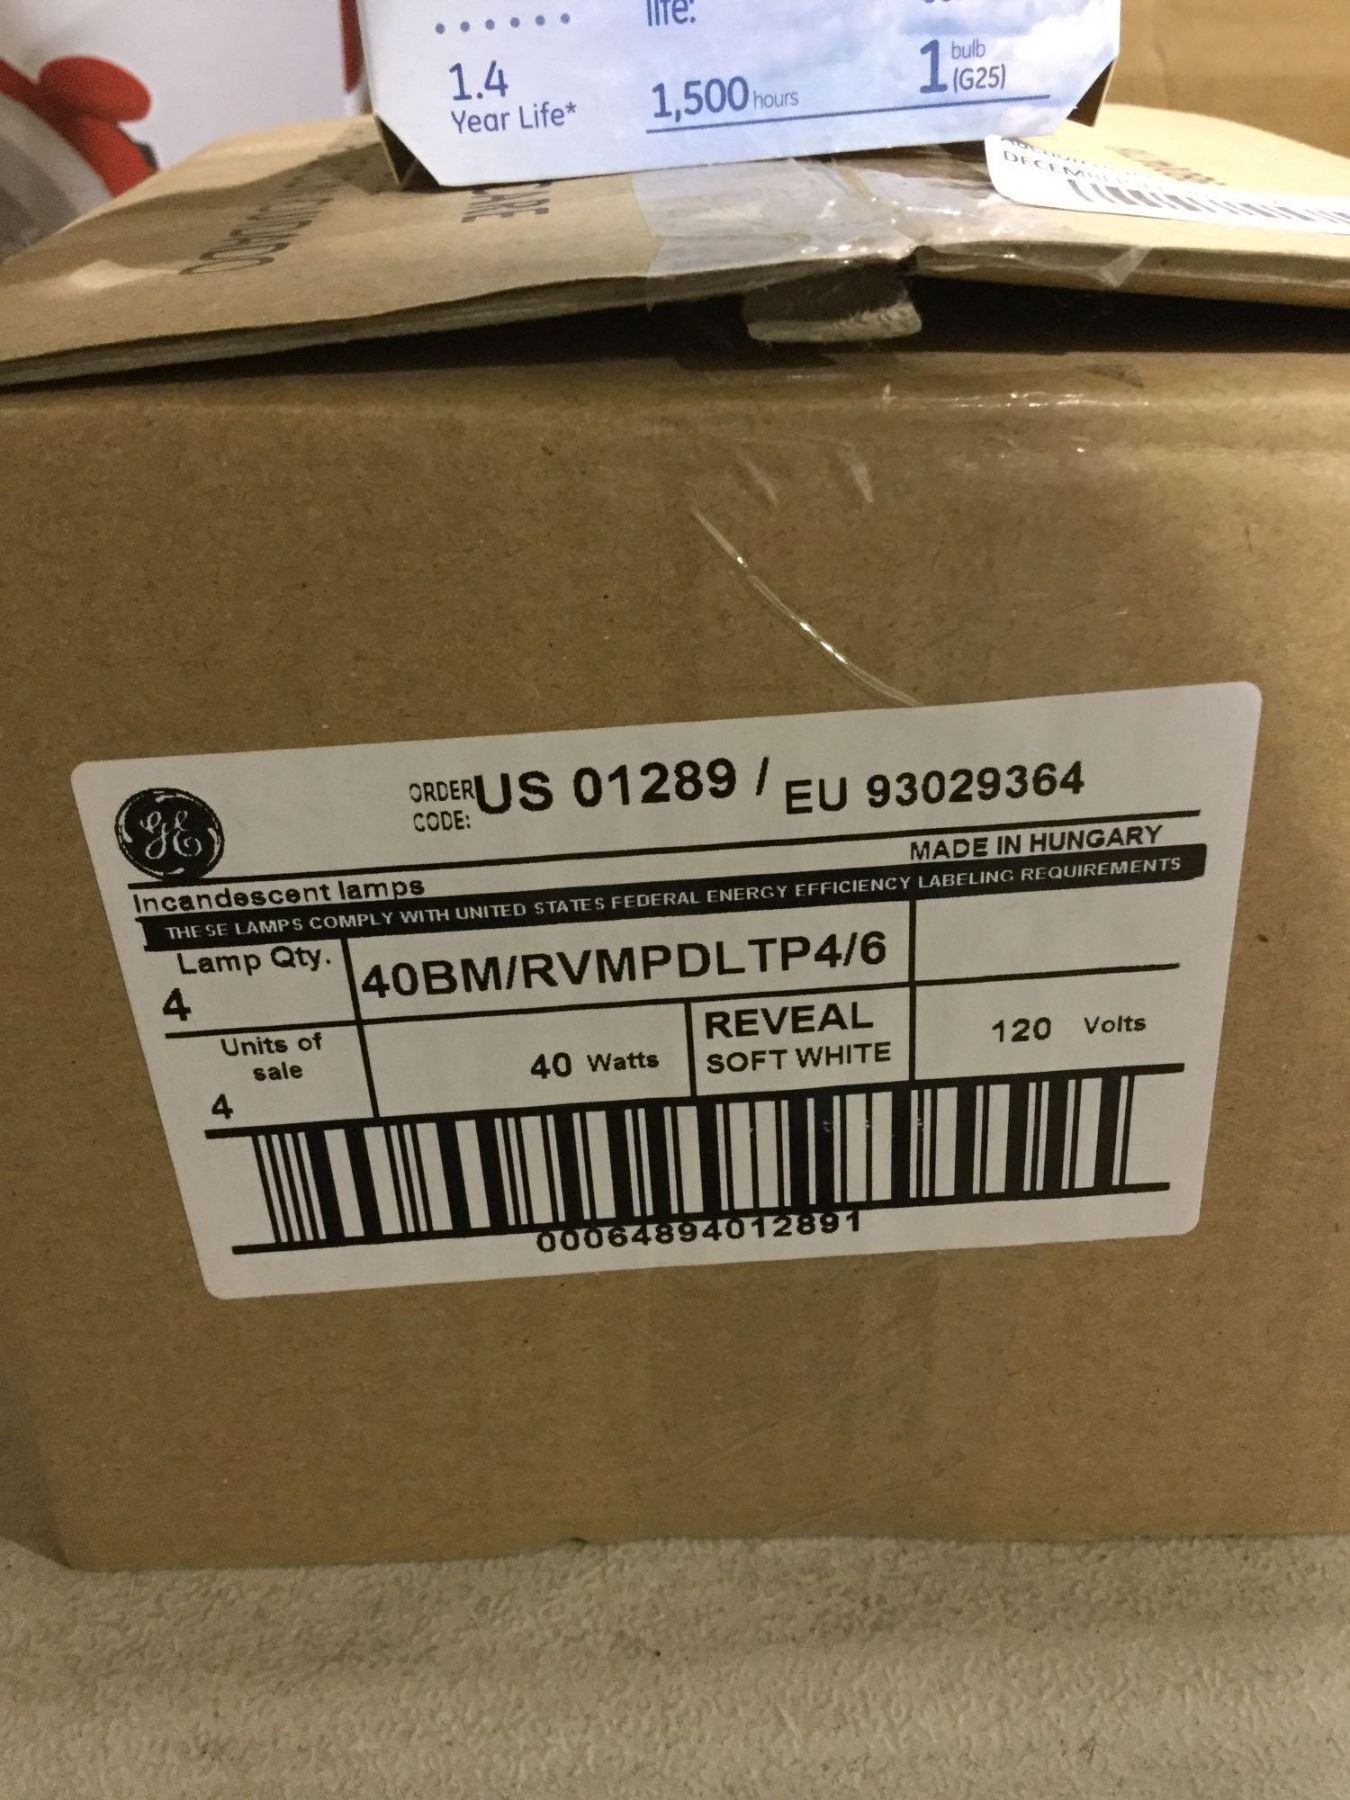 life:
1.4
Year Life*
1,500 hours
1 bulb
(G25)
CUIDADO
CARE
GE
ORDER
CODE:
US 01289 / EU 93029364
Incandescent lamps
MADE IN HUNGARY
THESE LAMPS COMPLY WITH UNITED STATES FEDERAL ENERGY EFFICIENCY LABELING REQUIREMENTS
Lamp Qty.
4
40BM/RVMPDLTP4/6
Units of
sale
4
40 Watts
REVEAL
SOFT WHITE
120 Volts
00064894012891